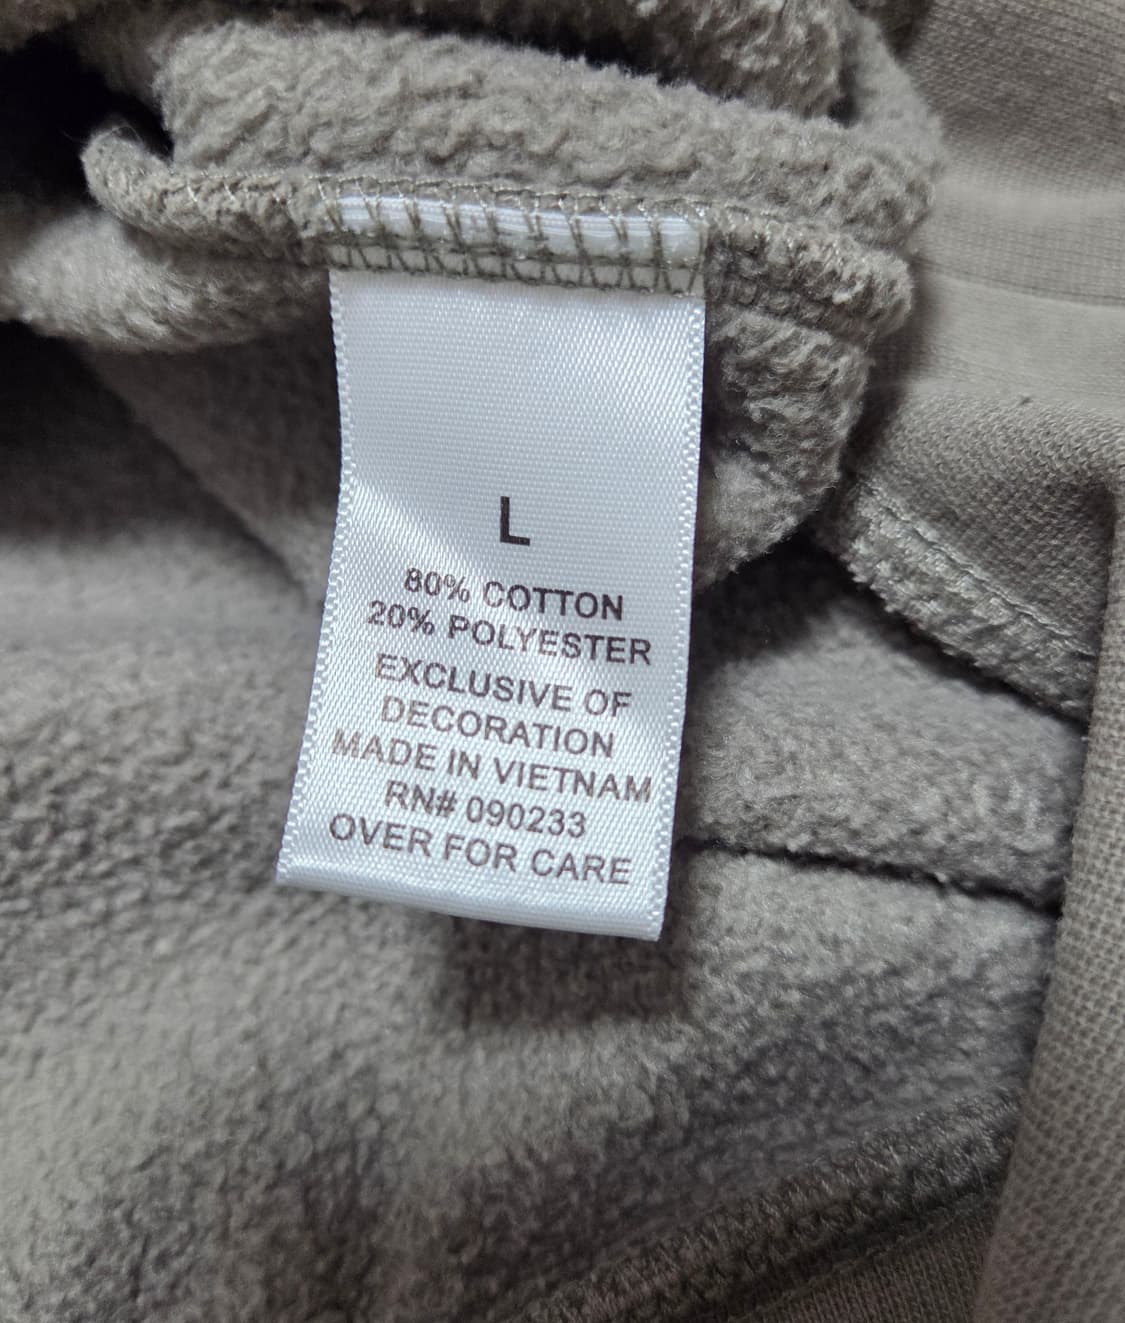 L
80% COTTON
20% POLYESTER
EXCLUSIVE OF
DECORATION
MADE IN VIETNAM
RN# 090233
OVER FOR CARE